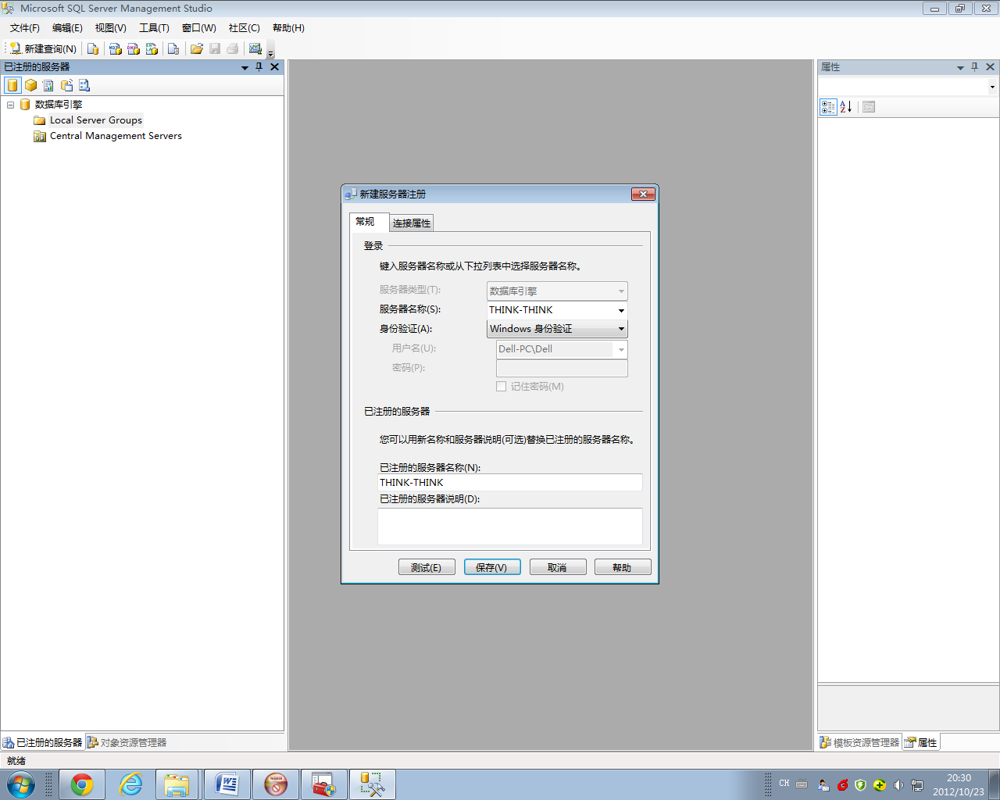 Microsoft SQL Server Management Studio
文件(F) 编辑(E) 视图(V) 工具(T) 窗口(W) 社区(C) 帮助(H)
新建查询(N)
已注册的服务器
数据库引擎
Local Server Groups
Central Management Servers
属性
新建服务器注册
常规 连接属性
登录
键入服务器名称或从下拉列表中选择服务器名称。
服务器类型(T): 数据库引擎
服务器名称(S): THINK-THINK
身份验证(A): Windows 身份验证
用户名(U): Dell-PC\Dell
密码(P):
记住密码(M)
已注册的服务器
您可以用新名称和服务器说明(可选)替换已注册的服务器名称。
已注册的服务器名称(N):
THINK-THINK
已注册的服务器说明(D):
测试(E) 保存(V) 取消 帮助
已注册的服务器 对象资源管理器
模板资源管理器 属性
就绪
CH
20:30
2012/10/23